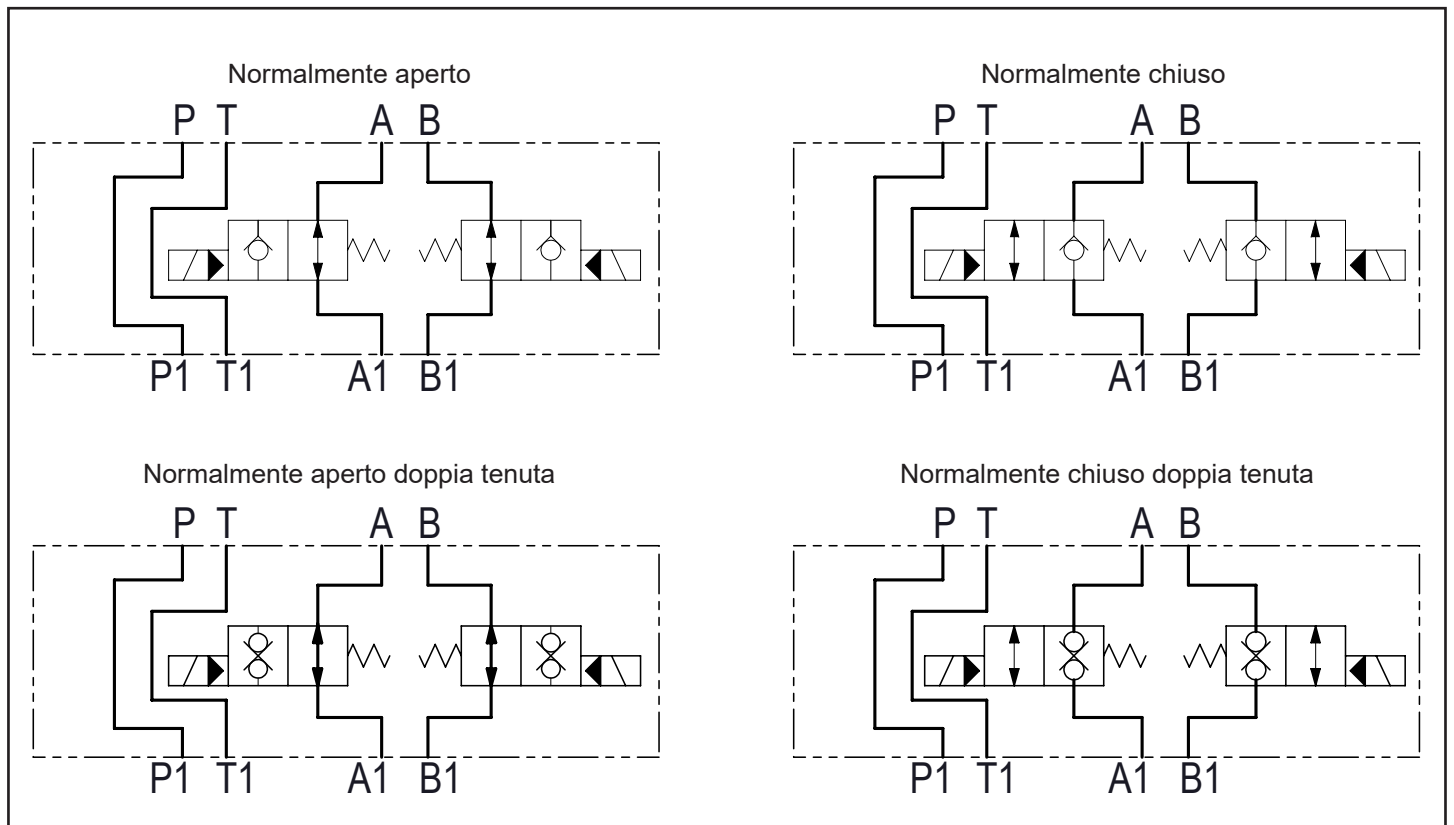 Normalmente aperto
P T A B
P1 T1 A1 B1
Normalmente chiuso
P T A B
P1 T1 A1 B1
Normalmente aperto doppia tenuta
P T A B
P1 T1 A1 B1
Normalmente chiuso doppia tenuta
P T A B
P1 T1 A1 B1